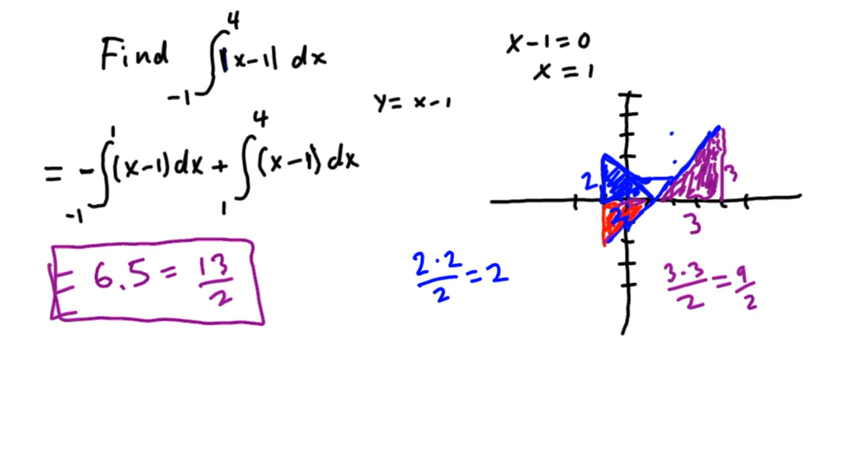 Find ∫_{-1}^{4} |x-1| dx
x-1=0
x=1
y=x-1
= -∫_{-1}^{1} (x-1)dx + ∫_{1}^{4} (x-1)dx
= 6.5 = 13/2
2·2/2 = 2
2
2
3
3
3·3/2 = 9/2